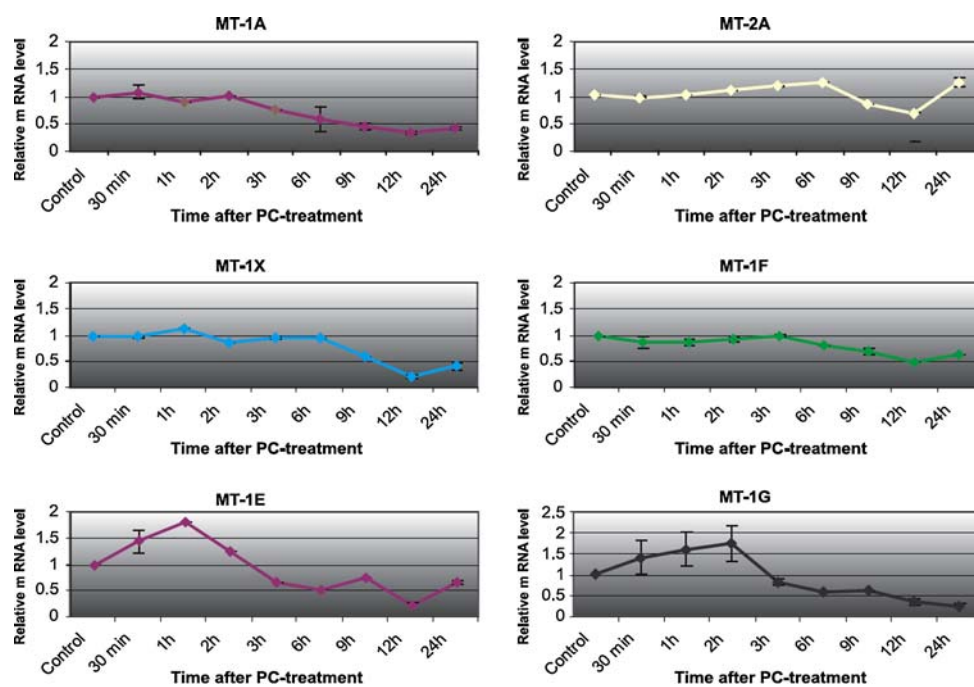 MT-1A
Relative m RNA level
2
1.5
1
0.5
0
Control
30 min
1h
2h
3h
6h
9h
12h
24h
Time after PC-treatment
MT-2A
Relative m RNA level
2
1.5
1
0.5
0
Control
30 min
1h
2h
3h
6h
9h
12h
24h
Time after PC-treatment
MT-1X
Relative m RNA level
2
1.5
1
0.5
0
Control
30 min
1h
2h
3h
6h
9h
12h
24h
Time after PC-treatment
MT-1F
Relative m RNA level
2
1.5
1
0.5
0
Control
30 min
1h
2h
3h
6h
9h
12h
24h
Time after PC-treatment
MT-1E
Relative m RNA level
2
1.5
1
0.5
0
Control
30 min
1h
2h
3h
6h
9h
12h
24h
Time after PC-treatment
MT-1G
Relative m RNA level
2.5
2
1.5
1
0.5
0
Control
30 min
1h
2h
3h
6h
9h
12h
24h
Time after PC-treatment